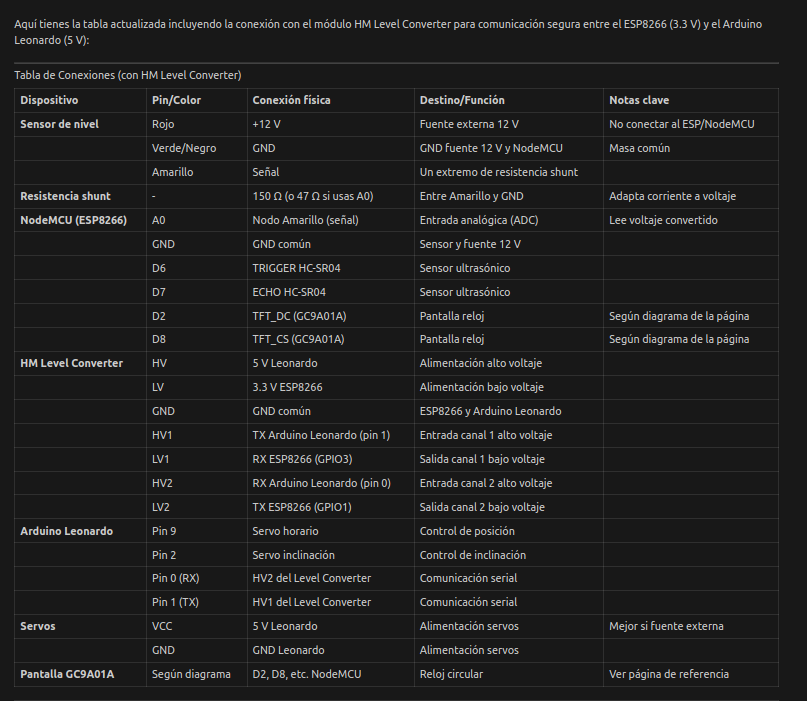 Aquí tienes la tabla actualizada incluyendo la conexión con el módulo HM Level Converter para comunicación segura entre el ESP8266 (3.3 V) y el Arduino
Leonardo (5 V):
Tabla de Conexiones (con HM Level Converter)
Dispositivo Pin/Color Conexión física Destino/Función Notas clave
Sensor de nivel Rojo +12 V Fuente externa 12 V No conectar al ESP/NodeMCU
Verde/Negro GND GND fuente 12 V y NodeMCU Masa común
Amarillo Señal Un extremo de resistencia shunt
Resistencia shunt - 150 Ω (o 47 Ω si usas A0) Entre Amarillo y GND Adapta corriente a voltaje
NodeMCU (ESP8266) A0 Nodo Amarillo (señal) Entrada analógica (ADC) Lee voltaje convertido
GND GND común Sensor y fuente 12 V
D6 TRIGGER HC-SR04 Sensor ultrasónico
D7 ECHO HC-SR04 Sensor ultrasónico
D2 TFT_DC (GC9A01A) Pantalla reloj Según diagrama de la página
D8 TFT_CS (GC9A01A) Pantalla reloj Según diagrama de la página
HM Level Converter HV 5 V Leonardo Alimentación alto voltaje
LV 3.3 V ESP8266 Alimentación bajo voltaje
GND GND común ESP8266 y Arduino Leonardo
HV1 TX Arduino Leonardo (pin 1) Entrada canal 1 alto voltaje
LV1 RX ESP8266 (GPIO3) Salida canal 1 bajo voltaje
HV2 RX Arduino Leonardo (pin 0) Entrada canal 2 alto voltaje
LV2 TX ESP8266 (GPIO1) Salida canal 2 bajo voltaje
Arduino Leonardo Pin 9 Servo horario Control de posición
Pin 2 Servo inclinación Control de inclinación
Pin 0 (RX) HV2 del Level Converter Comunicación serial
Pin 1 (TX) HV1 del Level Converter Comunicación serial
Servos VCC 5 V Leonardo Alimentación servos Mejor si fuente externa
GND GND Leonardo Alimentación servos
Pantalla GC9A01A Según diagrama D2, D8, etc. NodeMCU Reloj circular Ver página de referencia